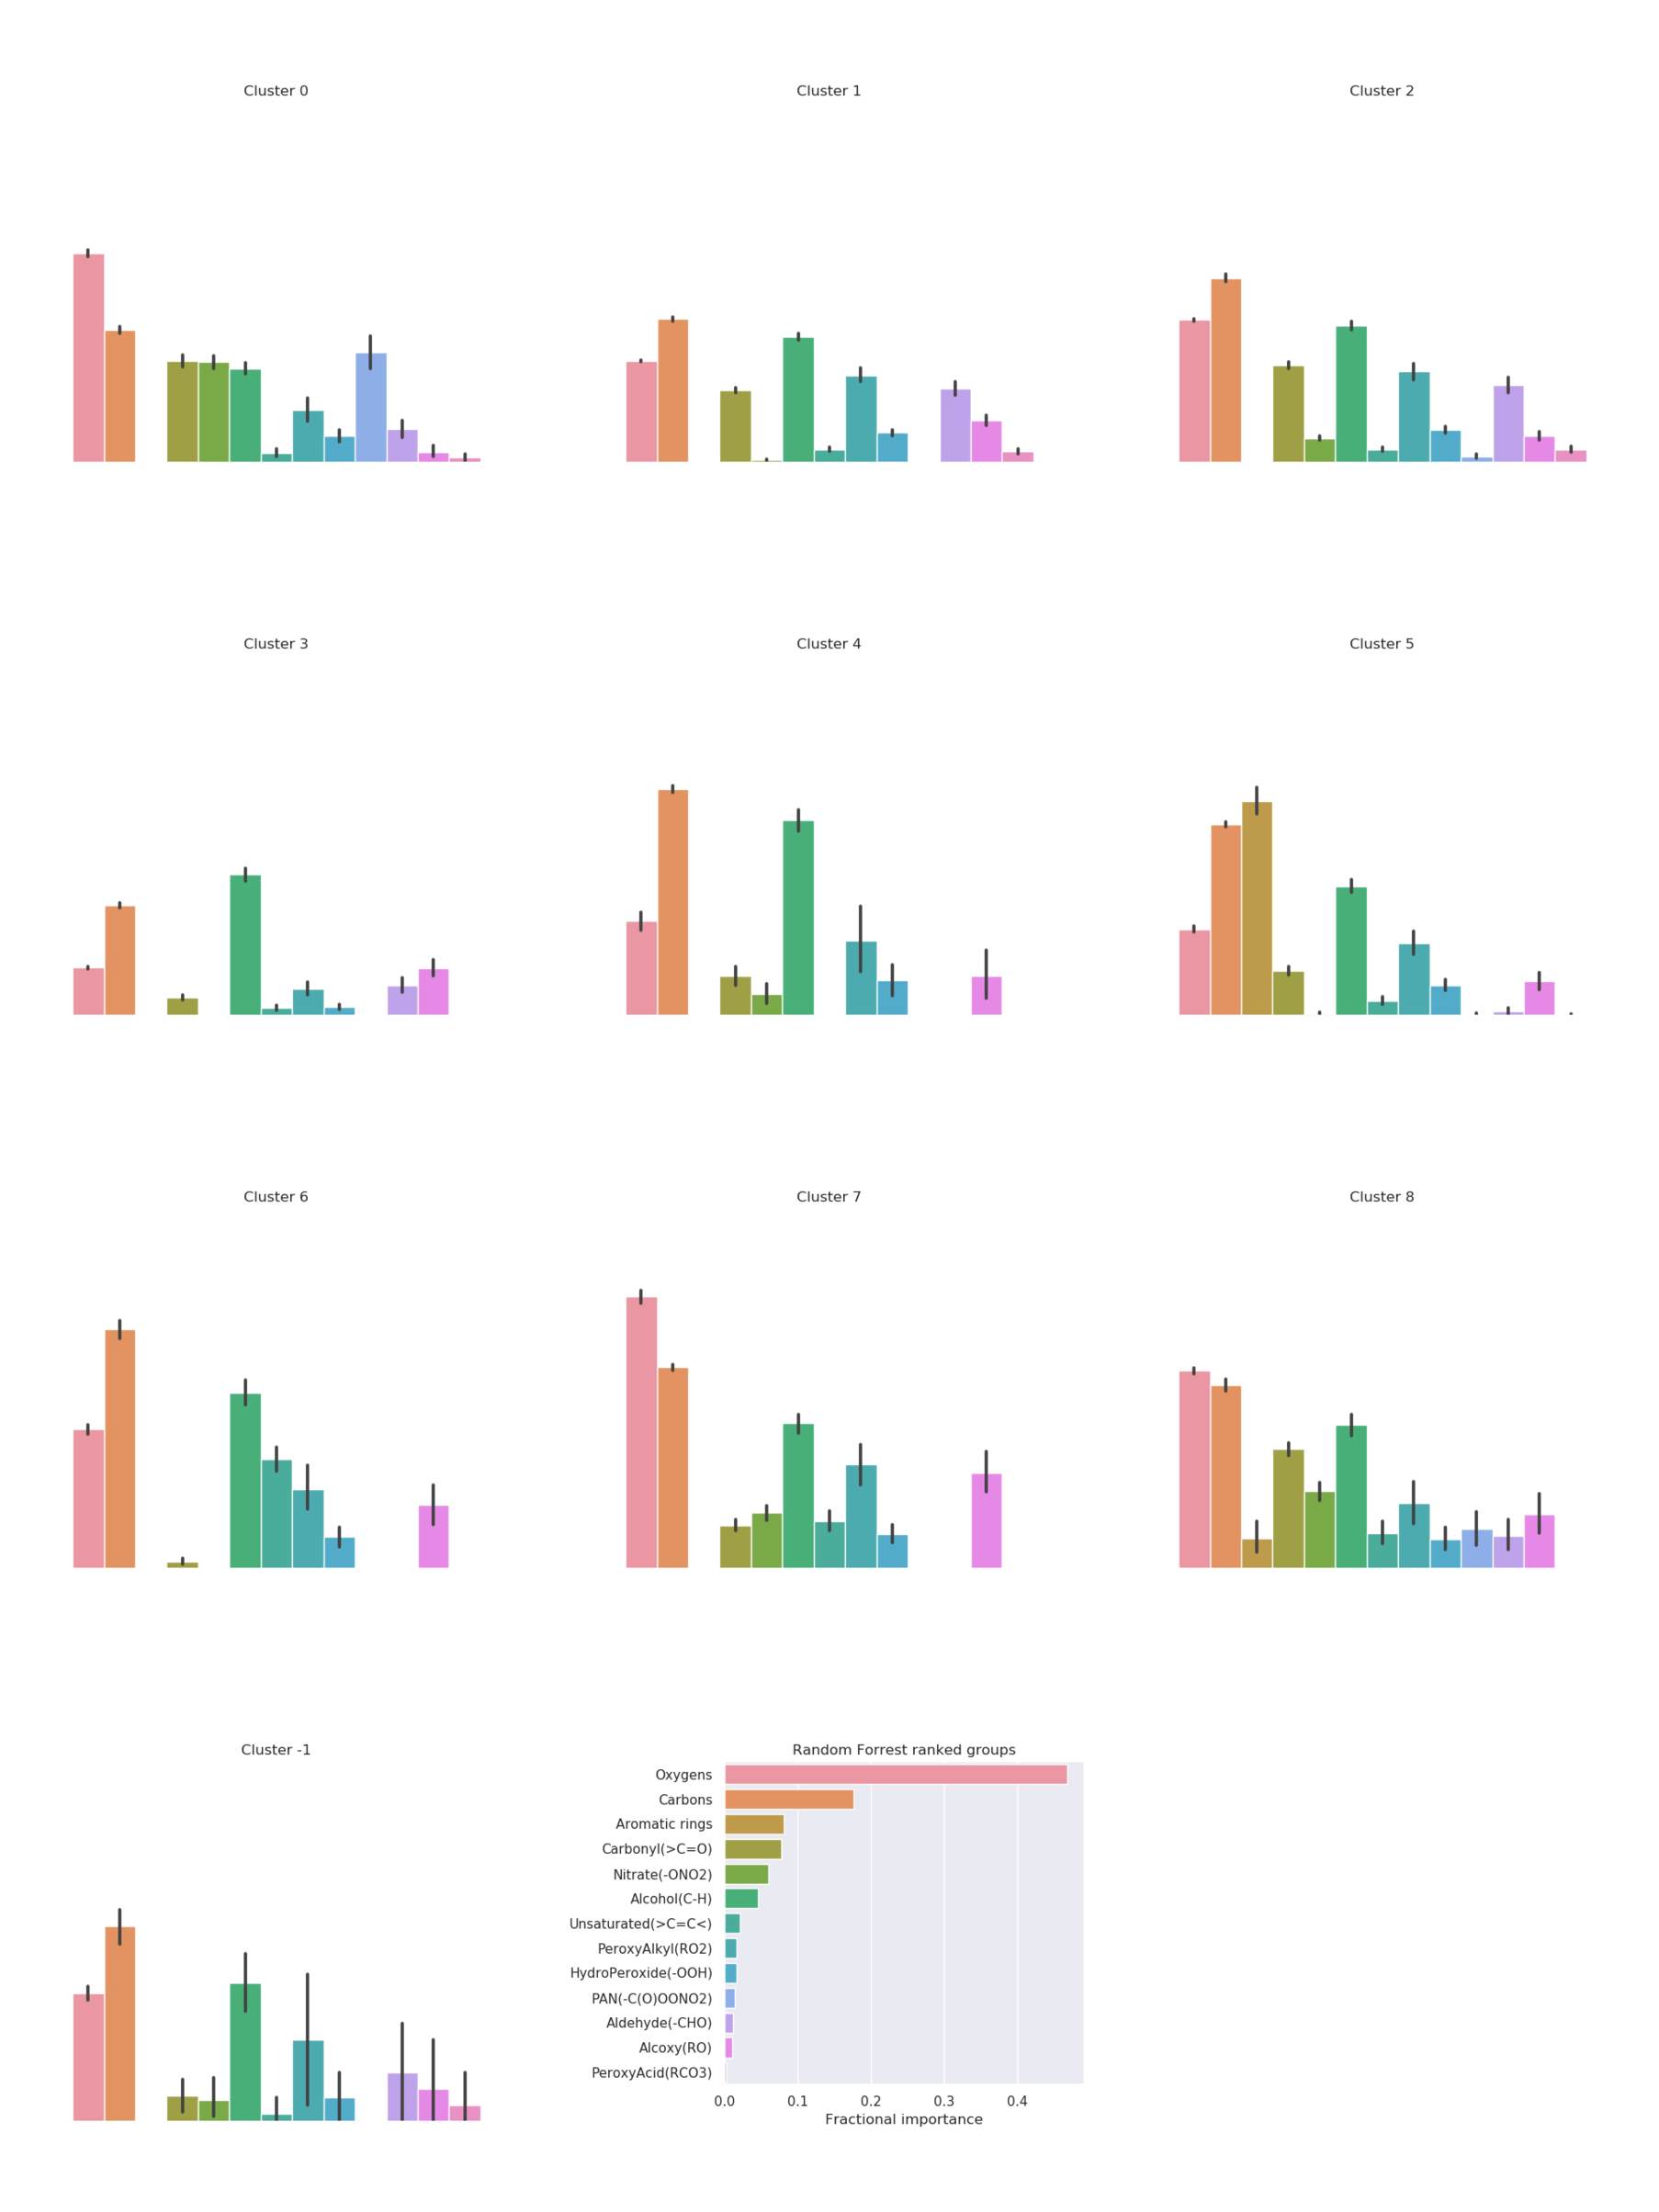 Cluster 0
Cluster 1
Cluster 2
Cluster 3
Cluster 4
Cluster 5
Cluster 6
Cluster 7
Cluster 8
Cluster -1
Random Forrest ranked groups
Oxygens
Carbons
Aromatic rings
Carbonyl(>C=O)
Nitrate(-ONO2)
Alcohol(C-H)
Unsaturated(>C=C<)
PeroxyAlkyl(RO2)
HydroPeroxide(-OOH)
PAN(-C(O)OONO2)
Aldehyde(-CHO)
Alcoxy(RO)
PeroxyAcid(RCO3)
0.0 0.1 0.2 0.3 0.4
Fractional importance